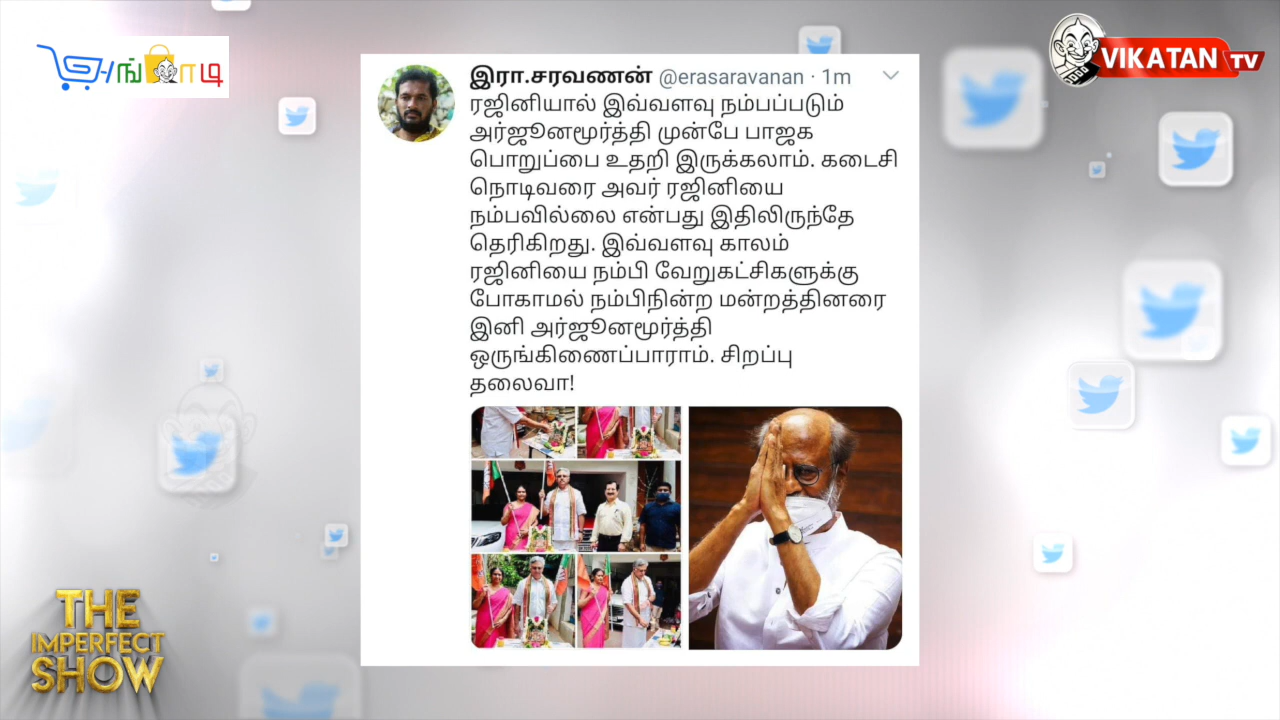 அங்காடி
VIKATAN TV
இரா.சரவணன் @erasaravanan · 1m
ரஜினியால் இவ்வளவு நம்பப்படும்
அர்ஜூனமூர்த்தி முன்பே பாஜக
பொறுப்பை உதறி இருக்கலாம். கடைசி
நொடிவரை அவர் ரஜினியை
நம்பவில்லை என்பது இதிலிருந்தே
தெரிகிறது. இவ்வளவு காலம்
ரஜினியை நம்பி வேறுகட்சிகளுக்கு
போகாமல் நம்பிநின்ற மன்றத்தினரை
இனி அர்ஜூனமூர்த்தி
ஒருங்கிணைப்பாராம். சிறப்பு
தலைவா!
THE
IMPERFECT
SHOW